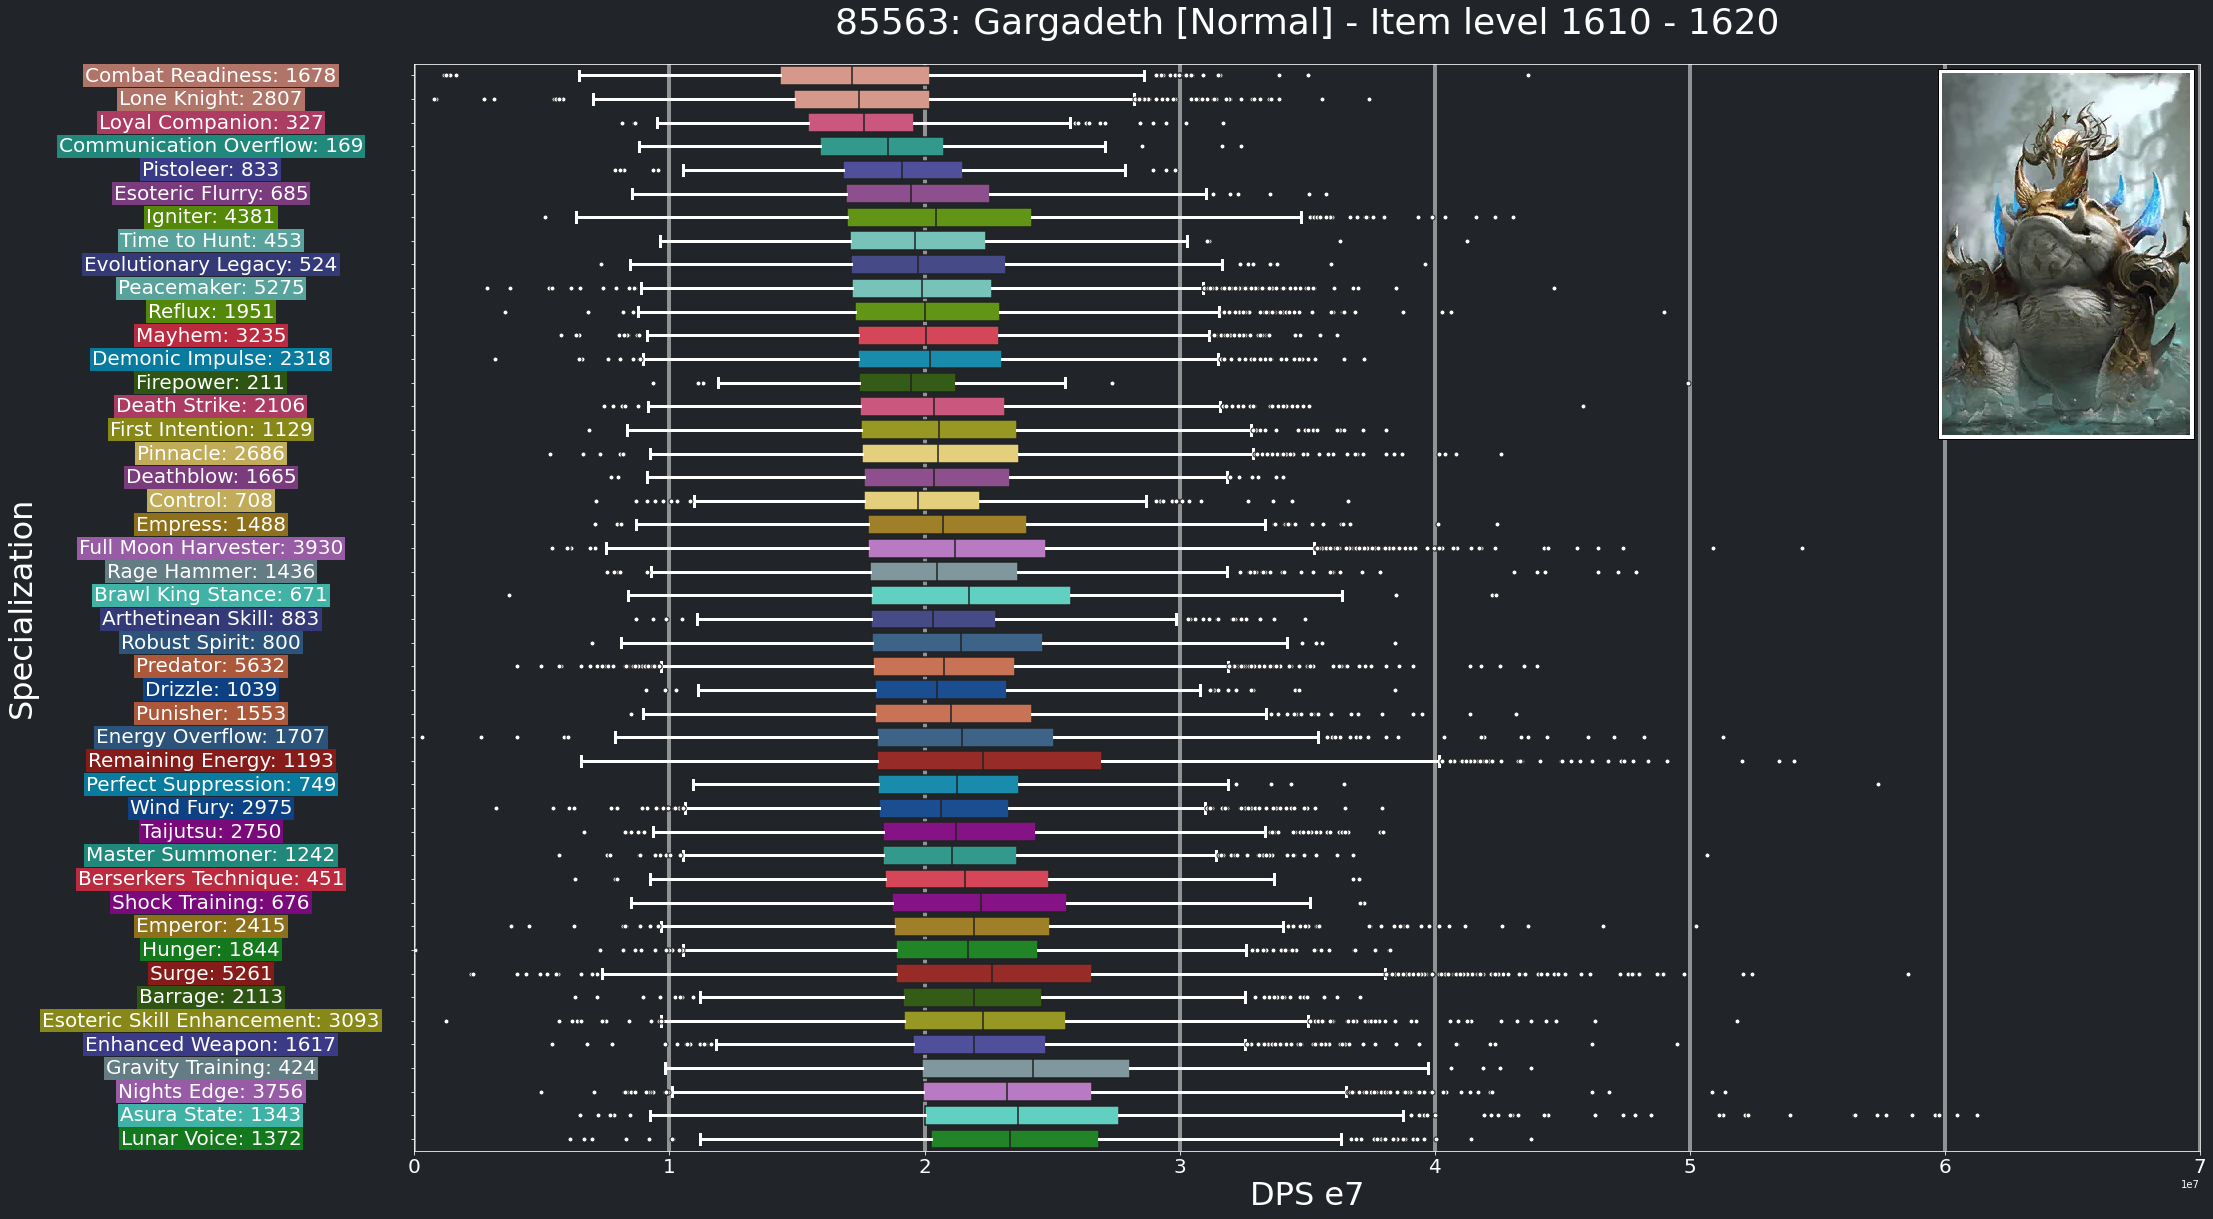 85563: Gargadeth [Normal] - Item level 1610 - 1620
Specialization
Combat Readiness: 1678
Lone Knight: 2807
Loyal Companion: 327
Communication Overflow: 169
Pistoleer: 833
Esoteric Flurry: 685
Igniter: 4381
Time to Hunt: 453
Evolutionary Legacy: 524
Peacemaker: 5275
Reflux: 1951
Mayhem: 3235
Demonic Impulse: 2318
Firepower: 211
Death Strike: 2106
First Intention: 1129
Pinnacle: 2686
Deathblow: 1665
Control: 708
Empress: 1488
Full Moon Harvester: 3930
Rage Hammer: 1436
Brawl King Stance: 671
Arthetinean Skill: 883
Robust Spirit: 800
Predator: 5632
Drizzle: 1039
Punisher: 1553
Energy Overflow: 1707
Remaining Energy: 1193
Perfect Suppression: 749
Wind Fury: 2975
Taijutsu: 2750
Master Summoner: 1242
Berserkers Technique: 451
Shock Training: 676
Emperor: 2415
Hunger: 1844
Surge: 5261
Barrage: 2113
Esoteric Skill Enhancement: 3093
Enhanced Weapon: 1617
Gravity Training: 424
Nights Edge: 3756
Asura State: 1343
Lunar Voice: 1372
0 1 2 3 4 5 6 7
1e7
DPS e7